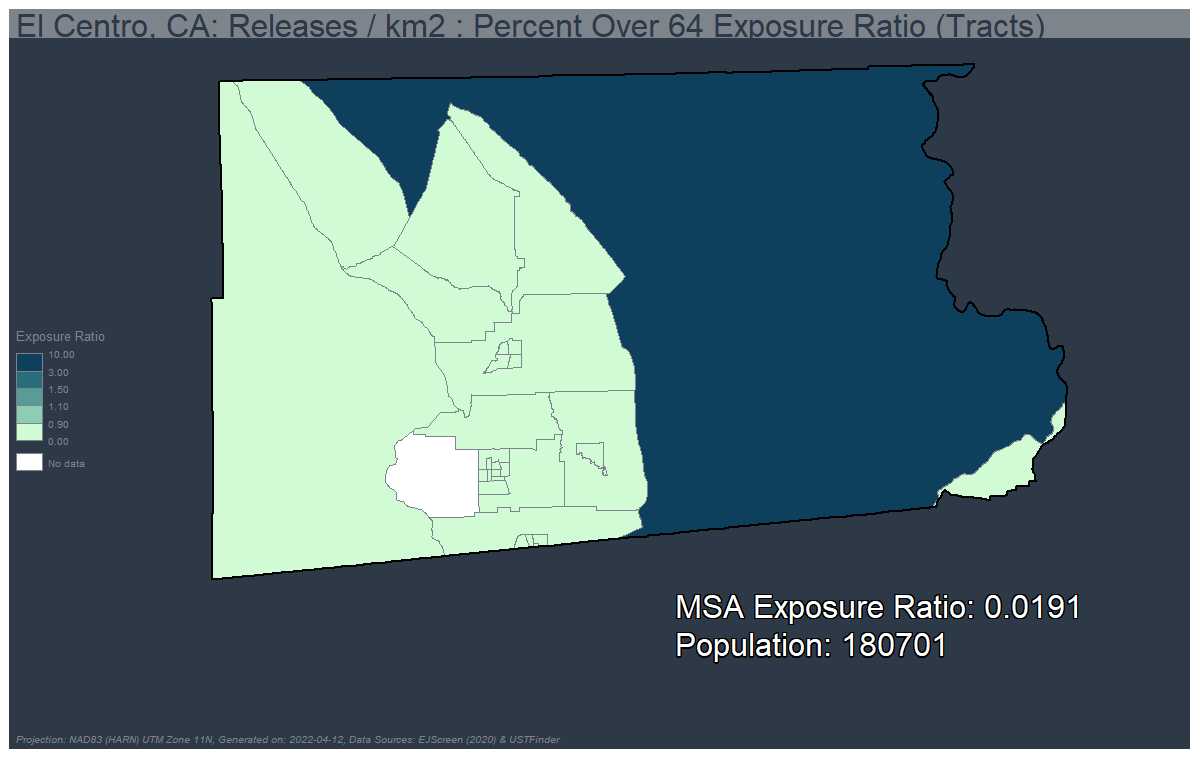 El Centro, CA: Releases / km2 : Percent Over 64 Exposure Ratio (Tracts)
Exposure Ratio
10.00
3.00
1.50
1.10
0.90
0.00
No data
MSA Exposure Ratio: 0.0191
Population: 180701
Projection: NAD83 (HARN) UTM Zone 11N, Generated on: 2022-04-12, Data Sources: EJScreen (2020) & USTFinder